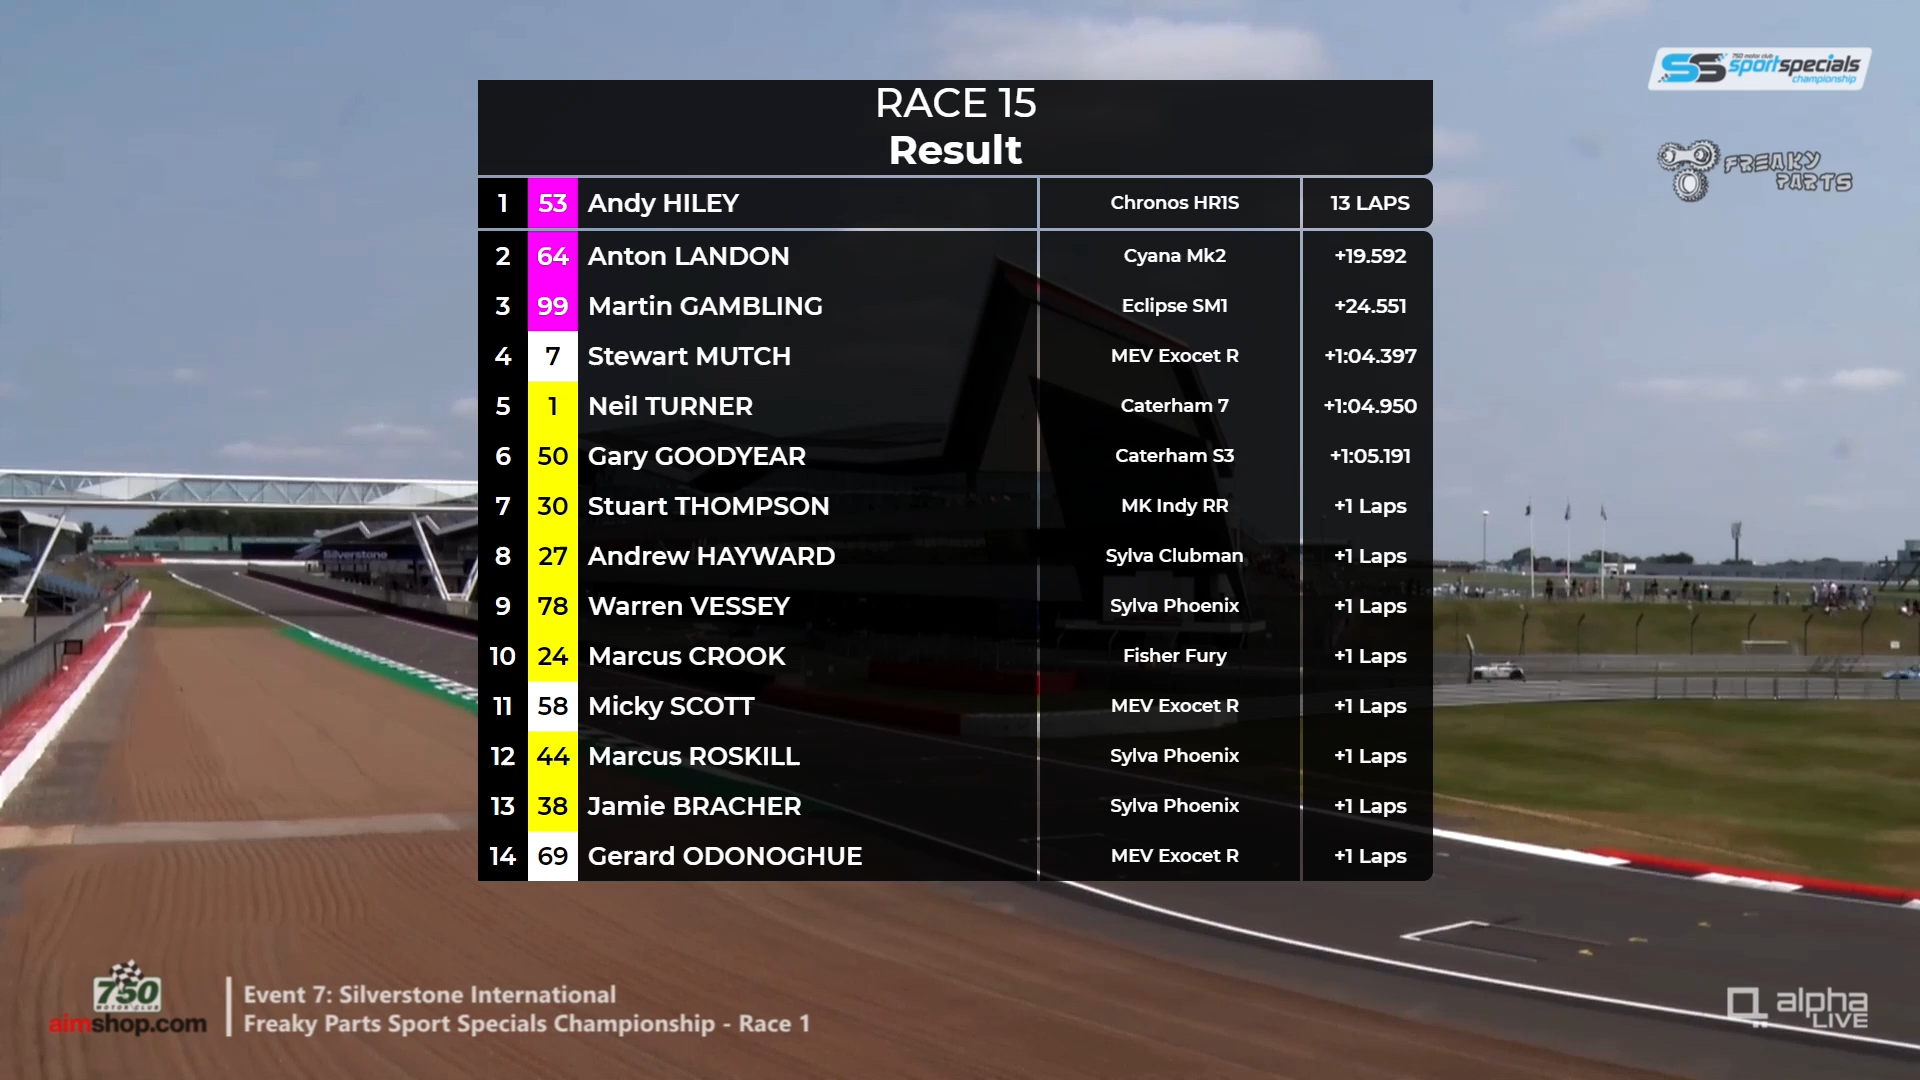 750 motor club
sportspecials
championship
FREAKY
PARTS
RACE 15
Result
1 53 Andy HILEY Chronos HR1S 13 LAPS
2 64 Anton LANDON Cyana Mk2 +19.592
3 99 Martin GAMBLING Eclipse SM1 +24.551
4 7 Stewart MUTCH MEV Exocet R +1:04.397
5 1 Neil TURNER Caterham 7 +1:04.950
6 50 Gary GOODYEAR Caterham S3 +1:05.191
7 30 Stuart THOMPSON MK Indy RR +1 Laps
8 27 Andrew HAYWARD Sylva Clubman +1 Laps
9 78 Warren VESSEY Sylva Phoenix +1 Laps
10 24 Marcus CROOK Fisher Fury +1 Laps
11 58 Micky SCOTT MEV Exocet R +1 Laps
12 44 Marcus ROSKILL Sylva Phoenix +1 Laps
13 38 Jamie BRACHER Sylva Phoenix +1 Laps
14 69 Gerard ODONOGHUE MEV Exocet R +1 Laps
Silverstone
750
MOTOR CLUB
aimshop.com
Event 7: Silverstone International
Freaky Parts Sport Specials Championship - Race 1
alpha
LIVE